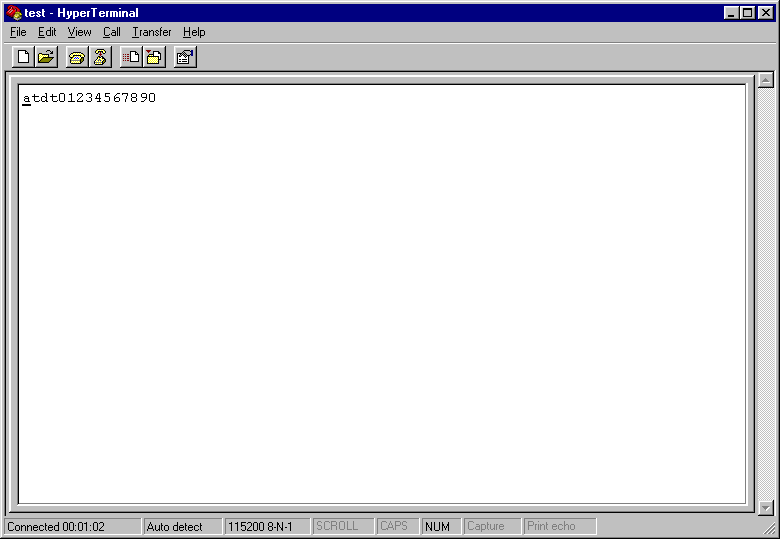 test - HyperTerminal
File Edit View Call Transfer Help
atdt01234567890
Connected 00:01:02 Auto detect 115200 8-N-1 SCROLL CAPS NUM Capture Print echo